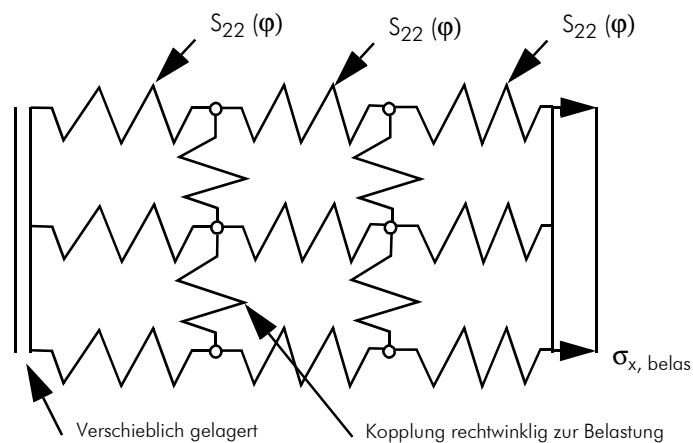 S22 (φ) S22 (φ) S22 (φ)
σx, belas
Verschieblich gelagert Kopplung rechtwinklig zur Belastung